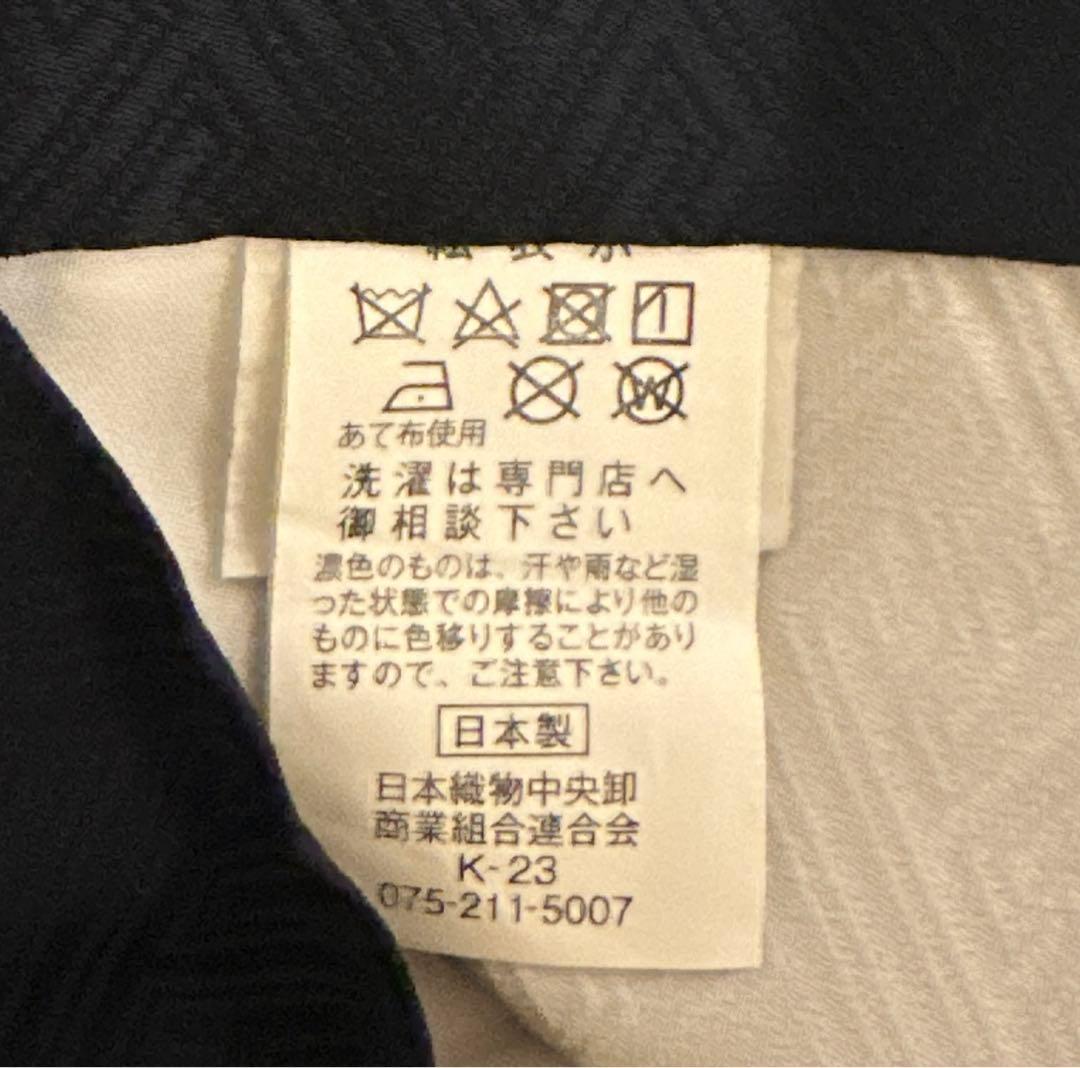 絵表示
あて布使用
洗濯は専門店へ
御相談下さい
濃色のものは、汗や雨など湿
った状態での摩擦により他の
ものに色移りすることがあり
ますので、ご注意下さい。
日本製
日本織物中央卸
商業組合連合会
K-23
075-211-5007